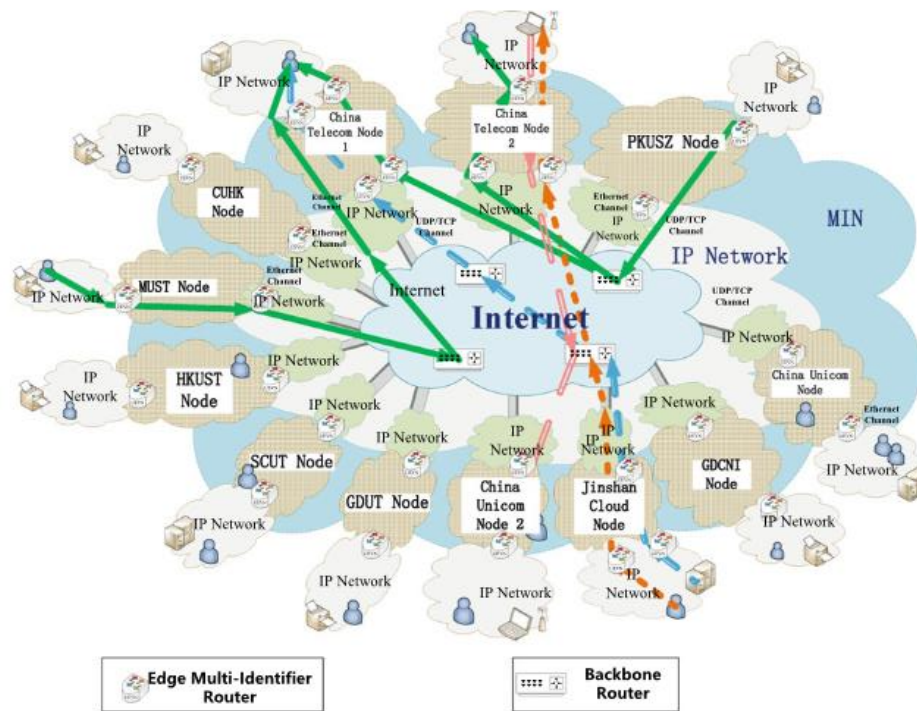 IP Network
IP Network
IP
Network
IP
Network
China
Telecom Node
1
China
Telecom Node
2
PKUSZ Node
IP
Network
CUHK
Node
Ethernet
Channel
IP Network
UDP/TCP
Channel
IP
Network
Ethernet
Channel
IP
Network
UDP/TCP
Channel
MIN
Ethernet
Channel
IP Network
IP Network
MUST Node
Ethernet
Channel
IP Network
IP Network
Internet
UDP/TCP
Channel
Internet
IP Network
IP Network
HKUST
Node
IP
Network
China Unicom
Node
IP Network
IP Network
IP Network
IP
Network
IP Network
Ethernet
Channel
SCUT Node
GDUT Node
China
Unicom
Node 2
Jinshan
Cloud
Node
GDCNI
Node
IP Network
IP Network
IP Network
IP Network
IP Network
IP
Network
Edge Multi-Identifier
Router
Backbone
Router